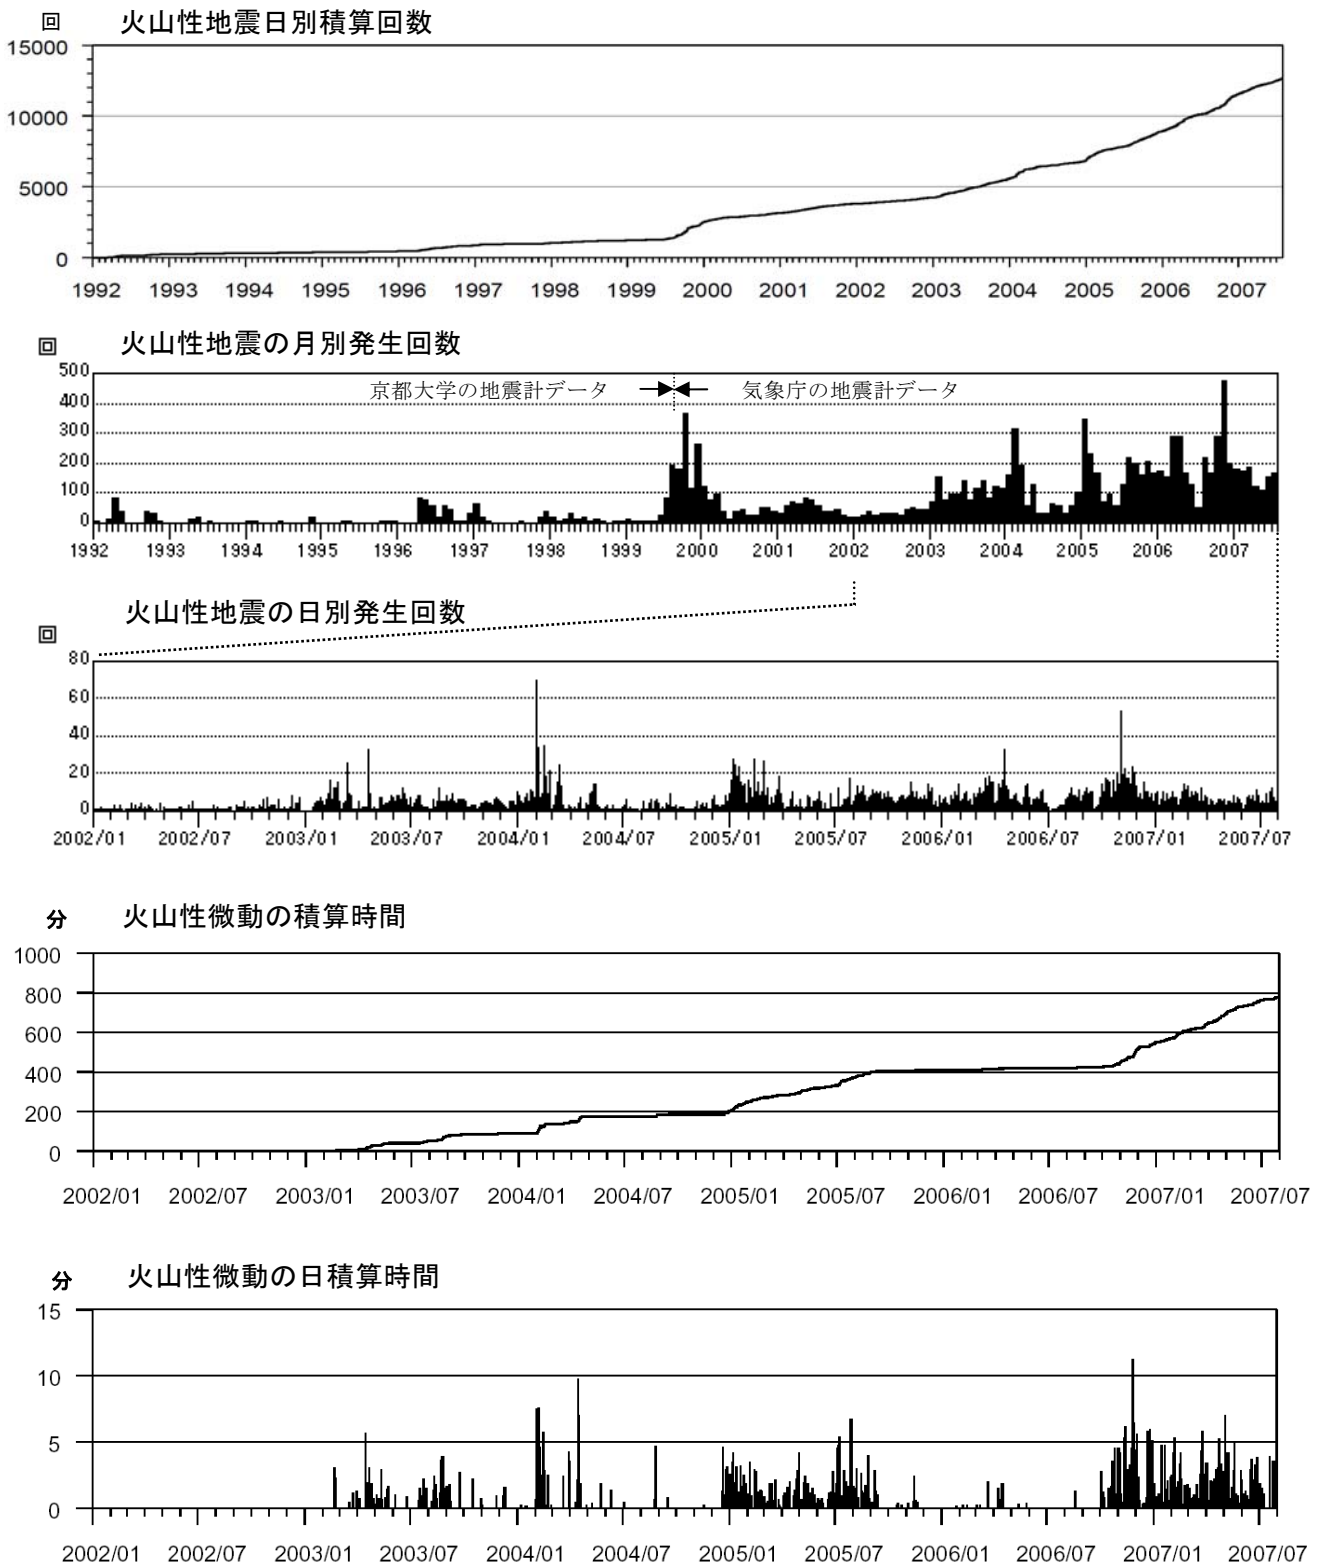 回 火山性地震日別積算回数
15000
10000
5000
0
1992 1993 1994 1995 1996 1997 1998 1999 2000 2001 2002 2003 2004 2005 2006 2007
回 火山性地震の月別発生回数
500
京都大学の地震計データ 気象庁の地震計データ
400
300
200
100
0
1992 1993 1994 1995 1996 1997 1998 1999 2000 2001 2002 2003 2004 2005 2006 2007
火山性地震の日別発生回数
回
80
60
40
20
0
2002/01 2002/07 2003/01 2003/07 2004/01 2004/07 2005/01 2005/07 2006/01 2006/07 2007/01 2007/07
分 火山性微動の積算時間
1000
800
600
400
200
0
2002/01 2002/07 2003/01 2003/07 2004/01 2004/07 2005/01 2005/07 2006/01 2006/07 2007/01 2007/07
分 火山性微動の日積算時間
15
10
5
0
2002/01 2002/07 2003/01 2003/07 2004/01 2004/07 2005/01 2005/07 2006/01 2006/07 2007/01 2007/07